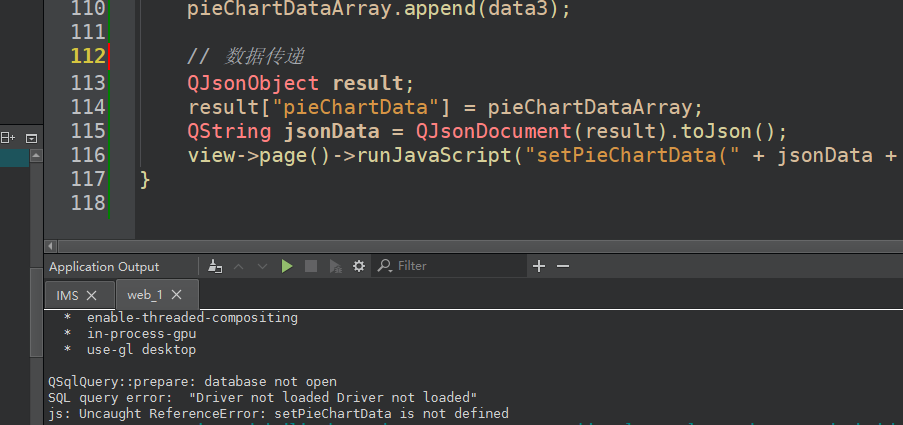 110 pieChartDataArray.append(data3);
111
112 // 数据传递
113 QJsonObject result;
114 result["pieChartData"] = pieChartDataArray;
115 QString jsonData = QJsonDocument(result).toJson();
116 view->page()->runJavaScript("setPieChartData(" + jsonData +
117 }
118
Application Output
Filter
IMS
web_1
* enable-threaded-compositing
* in-process-gpu
* use-gl desktop
QSqlQuery::prepare: database not open
SQL query error:  "Driver not loaded Driver not loaded"
js: Uncaught ReferenceError: setPieChartData is not defined